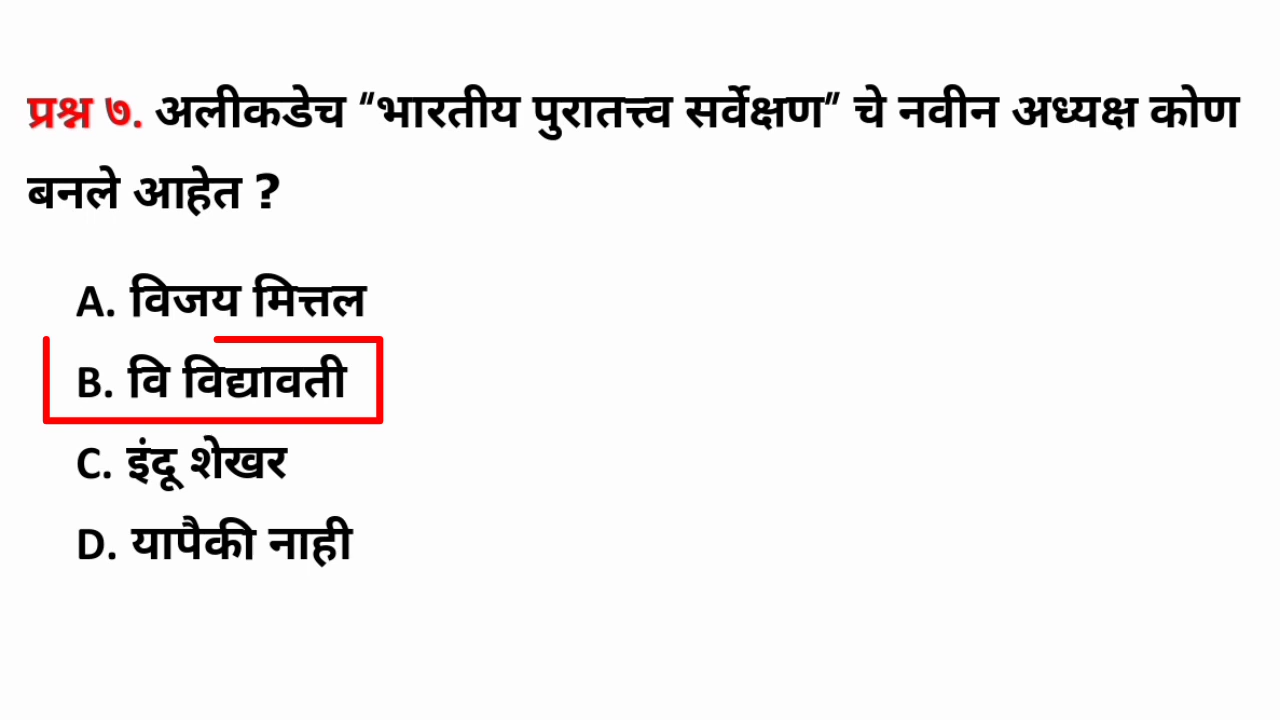 प्रश्न ७. अलीकडेच “भारतीय पुरातत्त्व सर्वेक्षण” चे नवीन अध्यक्ष कोण
बनले आहेत ?
A. विजय मित्तल
B. वि विद्यावती
C. इंदू शेखर
D. यापैकी नाही